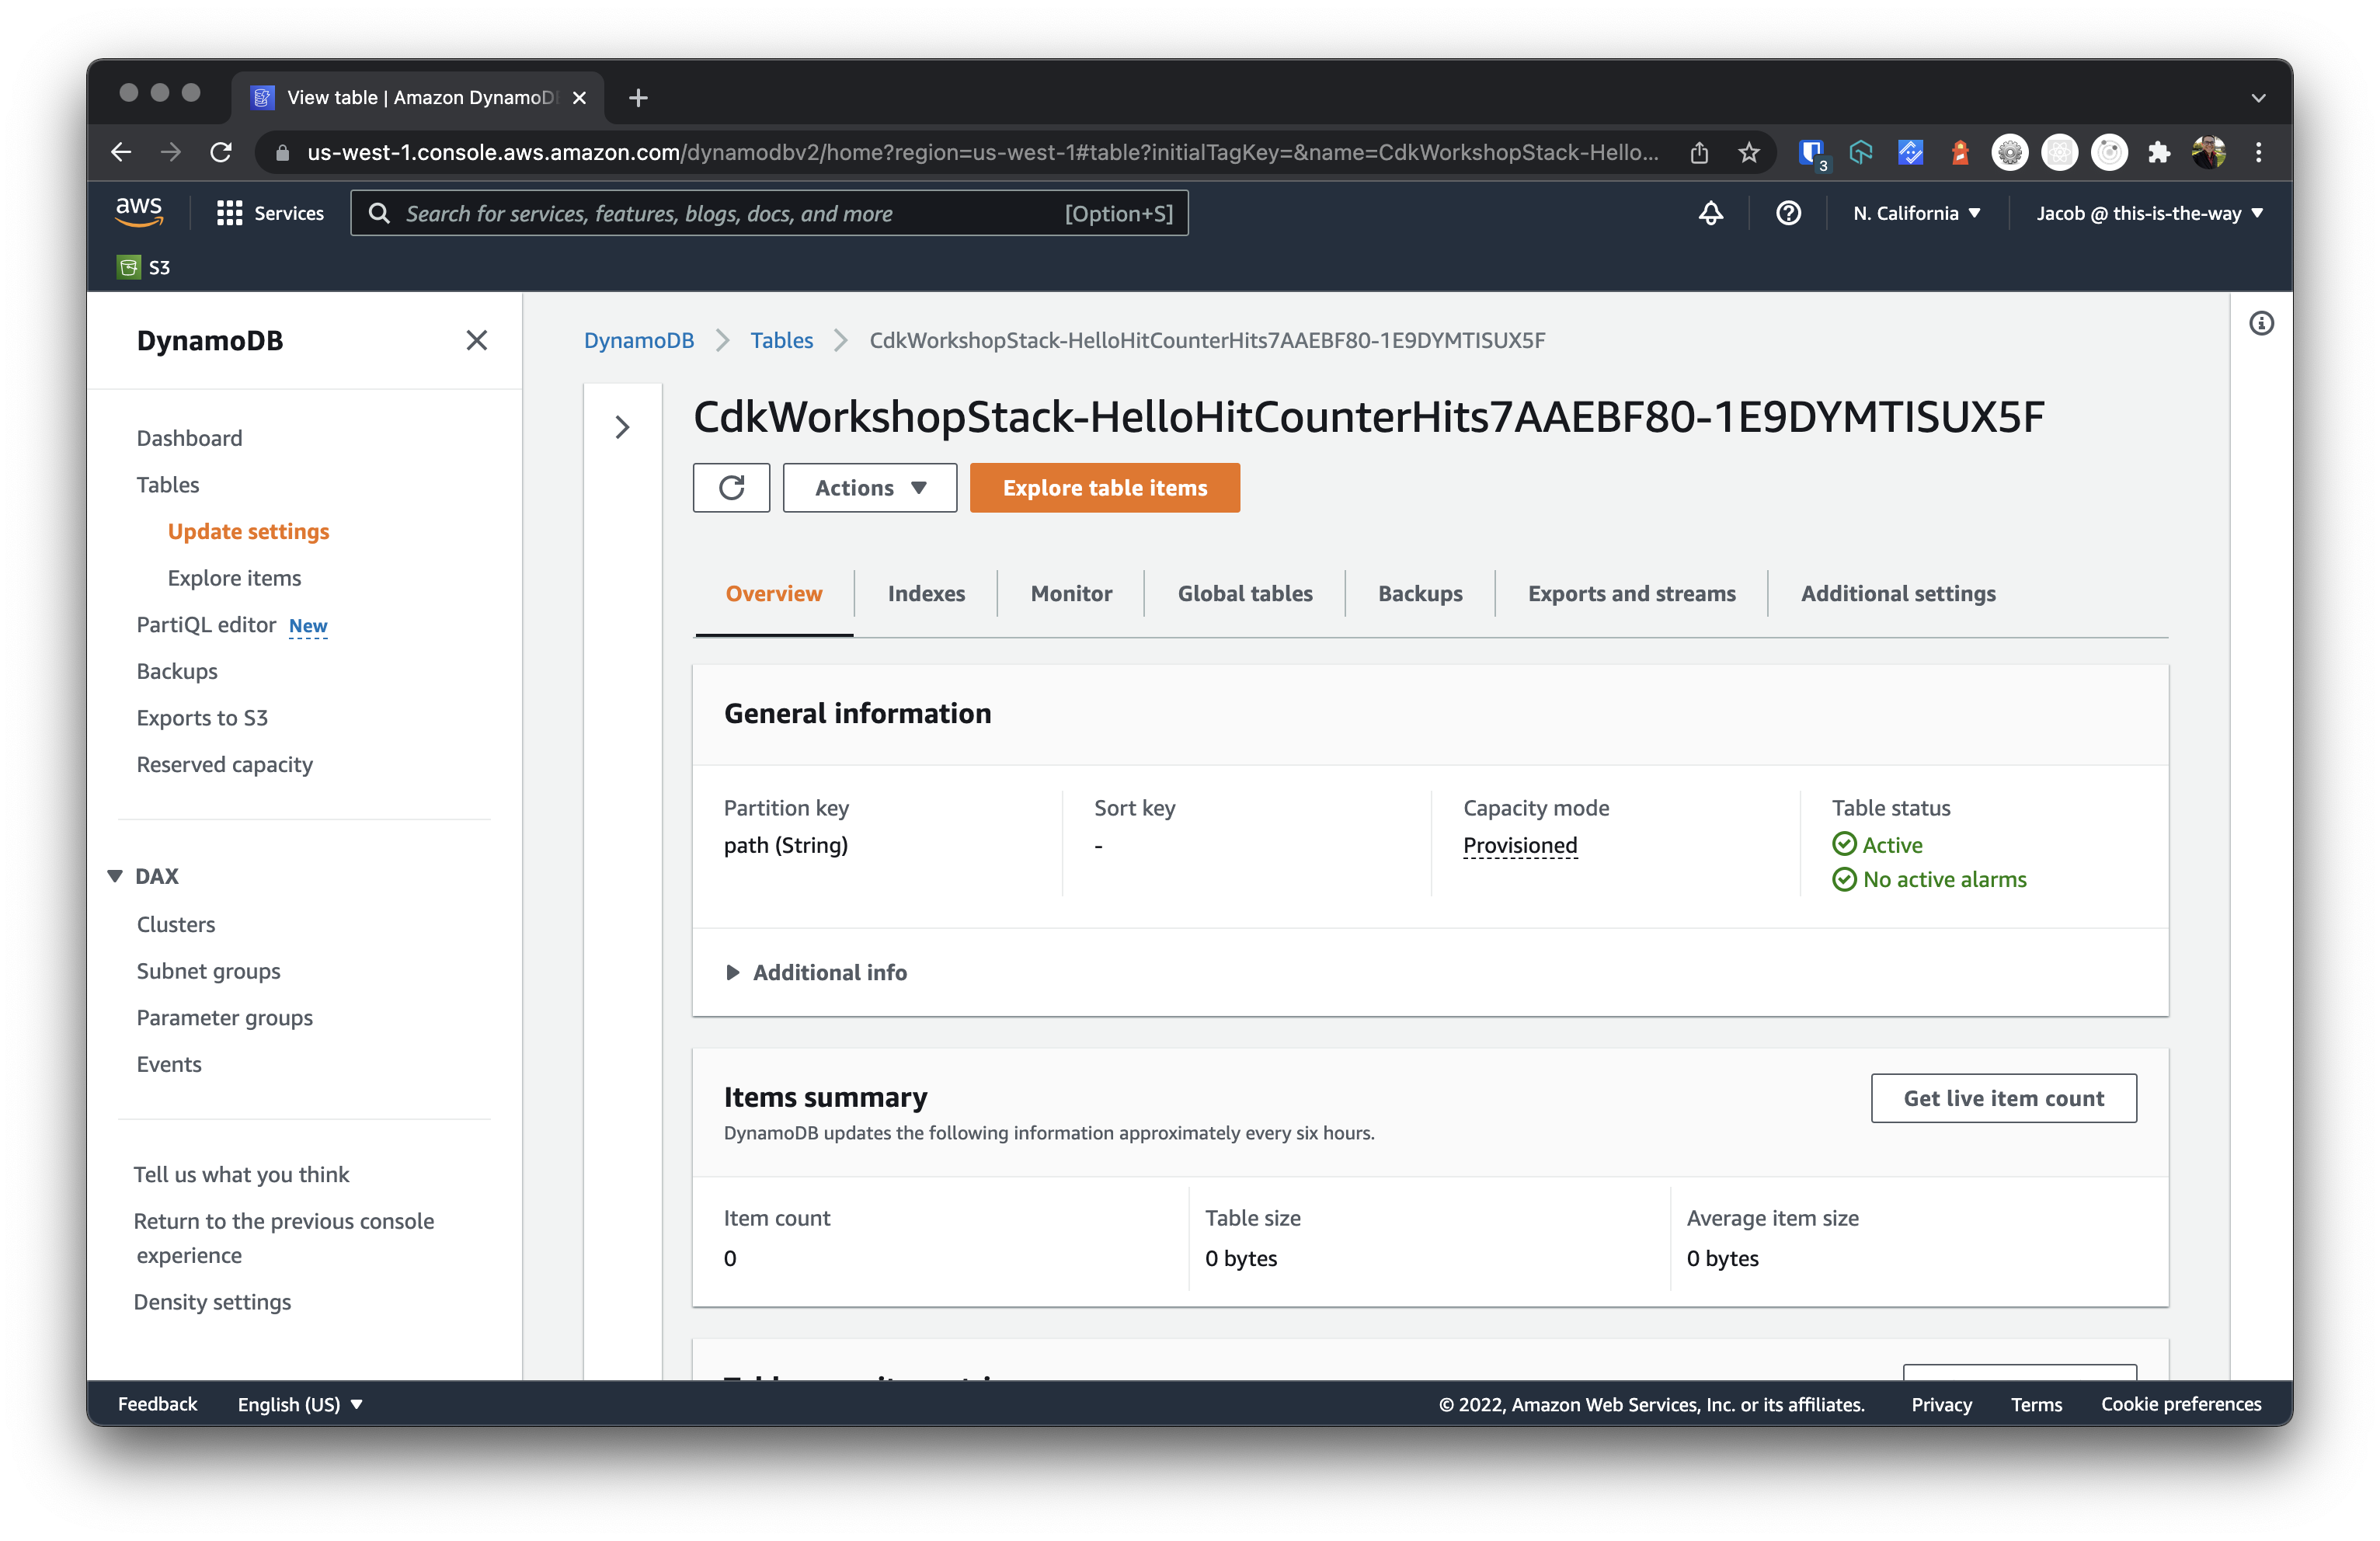 View table | Amazon DynamoD
us-west-1.console.aws.amazon.com/dynamodbv2/home?region=us-west-1#table?initialTagKey=&name=CdkWorkshopStack-Hello...
3
aws
Services
Search for services, features, blogs, docs, and more
[Option+S]
N. California
Jacob @ this-is-the-way
S3
DynamoDB
Dashboard
Tables
Update settings
Explore items
PartiQL editor New
Backups
Exports to S3
Reserved capacity
DAX
Clusters
Subnet groups
Parameter groups
Events
Tell us what you think
Return to the previous console
experience
Density settings
DynamoDB
Tables
CdkWorkshopStack-HelloHitCounterHits7AAEBF80-1E9DYMTISUX5F
CdkWorkshopStack-HelloHitCounterHits7AAEBF80-1E9DYMTISUX5F
Actions
Explore table items
Overview
Indexes
Monitor
Global tables
Backups
Exports and streams
Additional settings
General information
Partition key
path (String)
Sort key
-
Capacity mode
Provisioned
Table status
Active
No active alarms
Additional info
Items summary
DynamoDB updates the following information approximately every six hours.
Get live item count
Item count
0
Table size
0 bytes
Average item size
0 bytes
Feedback
English (US)
© 2022, Amazon Web Services, Inc. or its affiliates.
Privacy
Terms
Cookie preferences